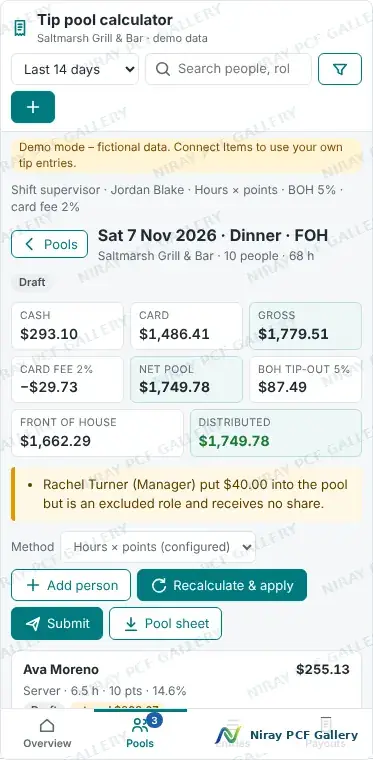 Tip pool calculator
Saltmarsh Grill & Bar · demo data
Last 14 days
Search people, rol
Demo mode – fictional data. Connect Items to use your own
tip entries.
Shift supervisor · Jordan Blake · Hours × points · BOH 5% ·
card fee 2%
Pools
Sat 7 Nov 2026 · Dinner · FOH
Saltmarsh Grill & Bar · 10 people · 68 h
Draft
CASH
$293.10
CARD
$1,486.41
GROSS
$1,779.51
CARD FEE 2%
−$29.73
NET POOL
$1,749.78
BOH TIP-OUT 5%
$87.49
FRONT OF HOUSE
$1,662.29
DISTRIBUTED
$1,749.78
• Rachel Turner (Manager) put $40.00 into the pool
but is an excluded role and receives no share.
Method
Hours × points (configured)
Add person
Recalculate & apply
Submit
Pool sheet
Ava Moreno
$255.13
Server · 6.5 h · 10 pts · 14.6%
Overview
3
Pools
Entries
Payouts
Niray PCF Gallery
NIRAY PCF GALLERY